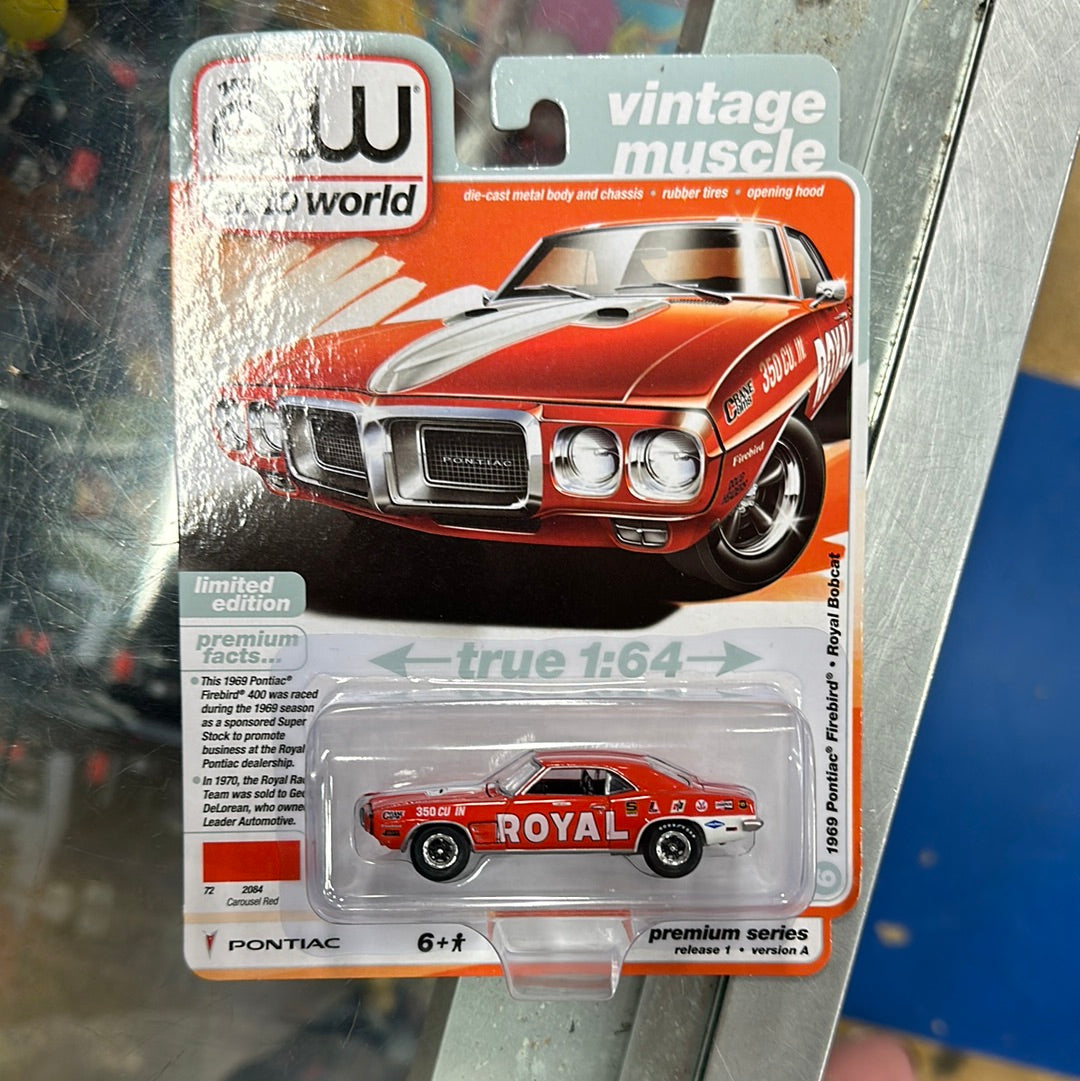 aw
auto world
vintage
muscle
die-cast metal body and chassis • rubber tires • opening hood
350 CU. IN
ROYAL
CRANE
CAMS
PONTIAC
Firebird
limited
edition
premium
facts...
true 1:64
• This 1969 Pontiac®
Firebird® 400 was raced
during the 1969 season
as a sponsored Super
Stock to promote
business at the Royal
Pontiac dealership.
• In 1970, the Royal Ra
Team was sold to Geo
DeLorean, who owne
Leader Automotive.
350 CU IN
ROYAL
72 2084
Carousel Red
PONTIAC
6+
premium series
release 1 • version A
6 1969 Pontiac® Firebird® • Royal Bobcat